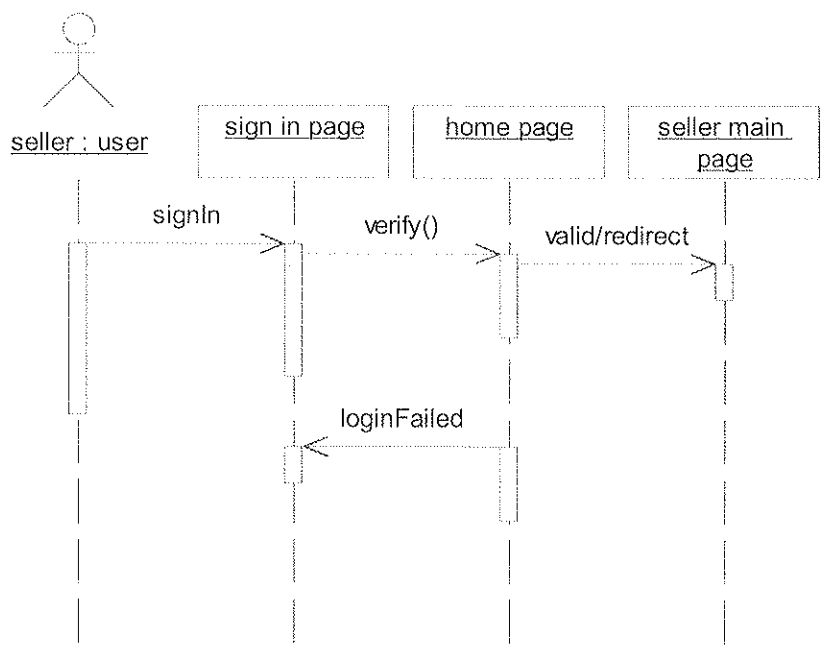 seller : user
sign in page
home page
seller main
page
signIn
verify()
valid/redirect
loginFailed